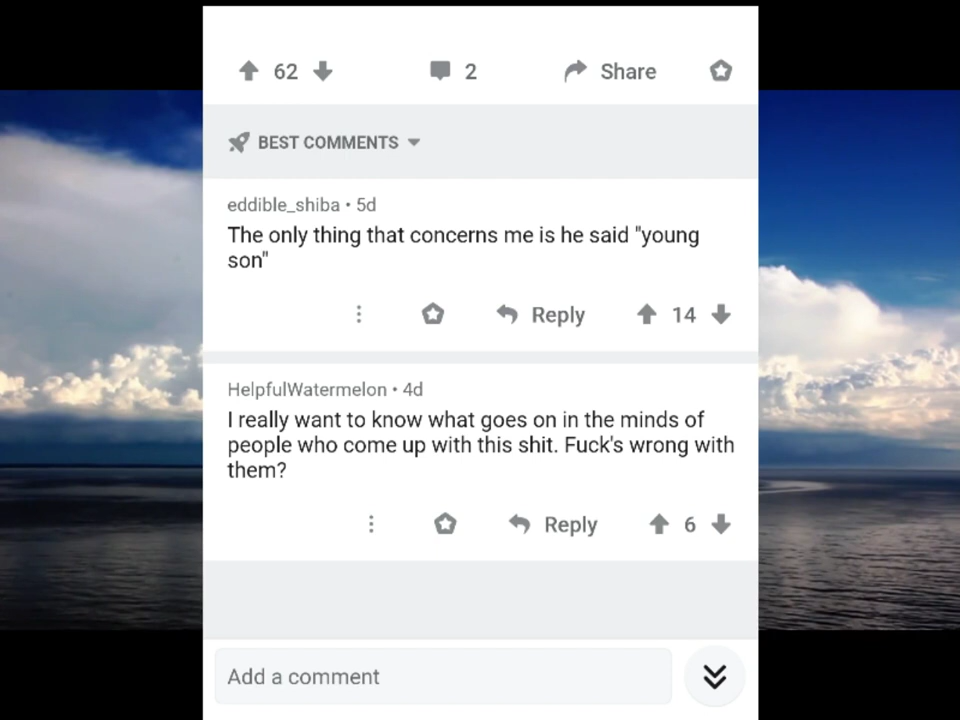 62 2 Share
BEST COMMENTS
eddible_shiba • 5d
The only thing that concerns me is he said "young
son"
Reply 14
HelpfulWatermelon • 4d
I really want to know what goes on in the minds of
people who come up with this shit. Fuck's wrong with
them?
Reply 6
Add a comment